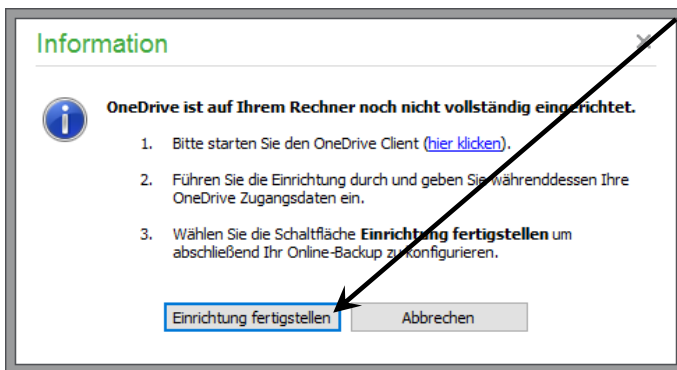 Information
OneDrive ist auf Ihrem Rechner noch nicht vollständig eingerichtet.
1. Bitte starten Sie den OneDrive Client (hier klicken).
2. Führen Sie die Einrichtung durch und geben Sie währenddessen Ihre
OneDrive Zugangsdaten ein.
3. Wählen Sie die Schaltfläche Einrichtung fertigstellen um
abschließend Ihr Online-Backup zu konfigurieren.
Einrichtung fertigstellen Abbrechen